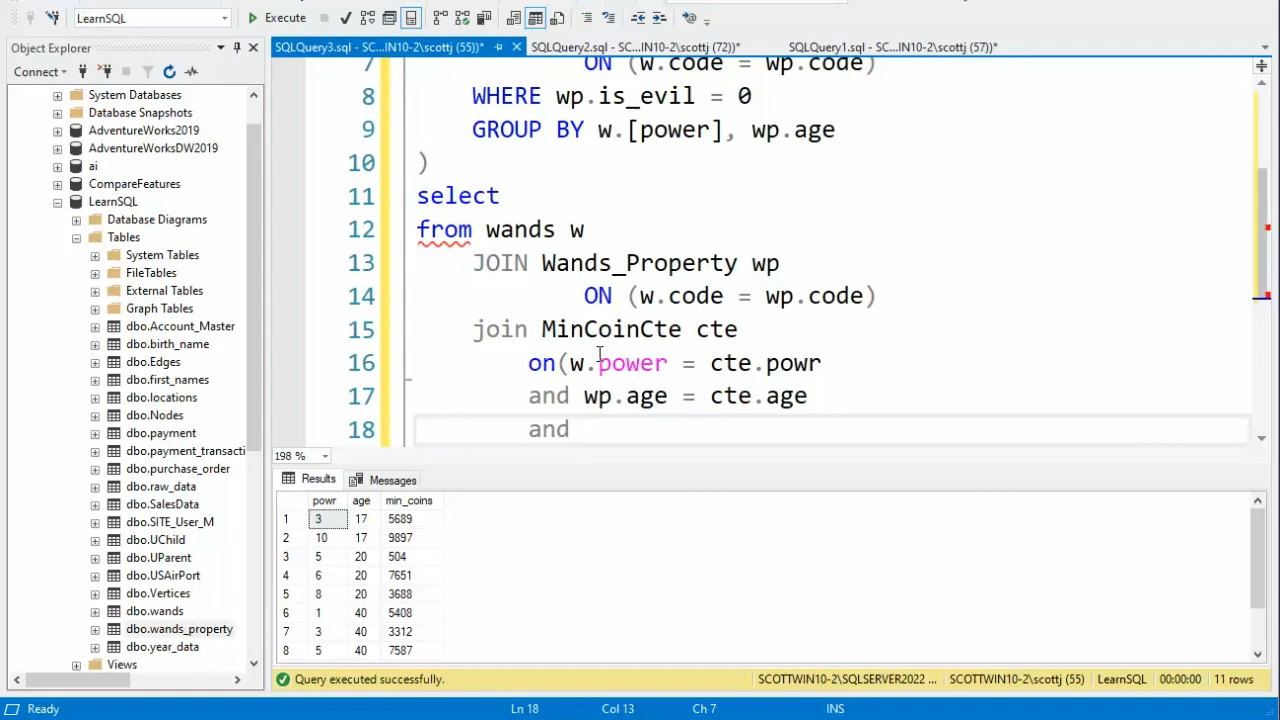 LearnSQL Execute
Object Explorer
SQLQuery3.sql - SC...IN10-2\scottj (55))* SQLQuery2.sql - SC...IN10-2\scottj (72))* SQLQuery1.sql - SC...IN10-2\scottj (57))*
Connect
System Databases
Database Snapshots
AdventureWorks2019
AdventureWorksDW2019
ai
CompareFeatures
LearnSQL
Database Diagrams
Tables
System Tables
FileTables
External Tables
Graph Tables
dbo.Account_Master
dbo.birth_name
dbo.Edges
dbo.first_names
dbo.locations
dbo.Nodes
dbo.payment
dbo.payment_transacti
dbo.purchase_order
dbo.raw_data
dbo.SalesData
dbo.SITE_User_M
dbo.UChild
dbo.UParent
dbo.USAirPort
dbo.Vertices
dbo.wands
dbo.wands_property
dbo.year_data
Views
7 ON (w.code = wp.code)
8 WHERE wp.is_evil = 0
9 GROUP BY w.[power], wp.age
10 )
11 select
12 from wands w
13 JOIN Wands_Property wp
14 ON (w.code = wp.code)
15 join MinCoinCte cte
16 on(w.power = cte.powr
17 and wp.age = cte.age
18 and
198 %
Results Messages
powr age min_coins
1 3 17 5689
2 10 17 9897
3 5 20 504
4 6 20 7651
5 8 20 3688
6 1 40 5408
7 3 40 3312
8 5 40 7587
Query executed successfully. SCOTTWIN10-2\SQLSERVER2022 ... SCOTTWIN10-2\scottj (55) LearnSQL 00:00:00 11 rows
Ready Ln 18 Col 13 Ch 7 INS